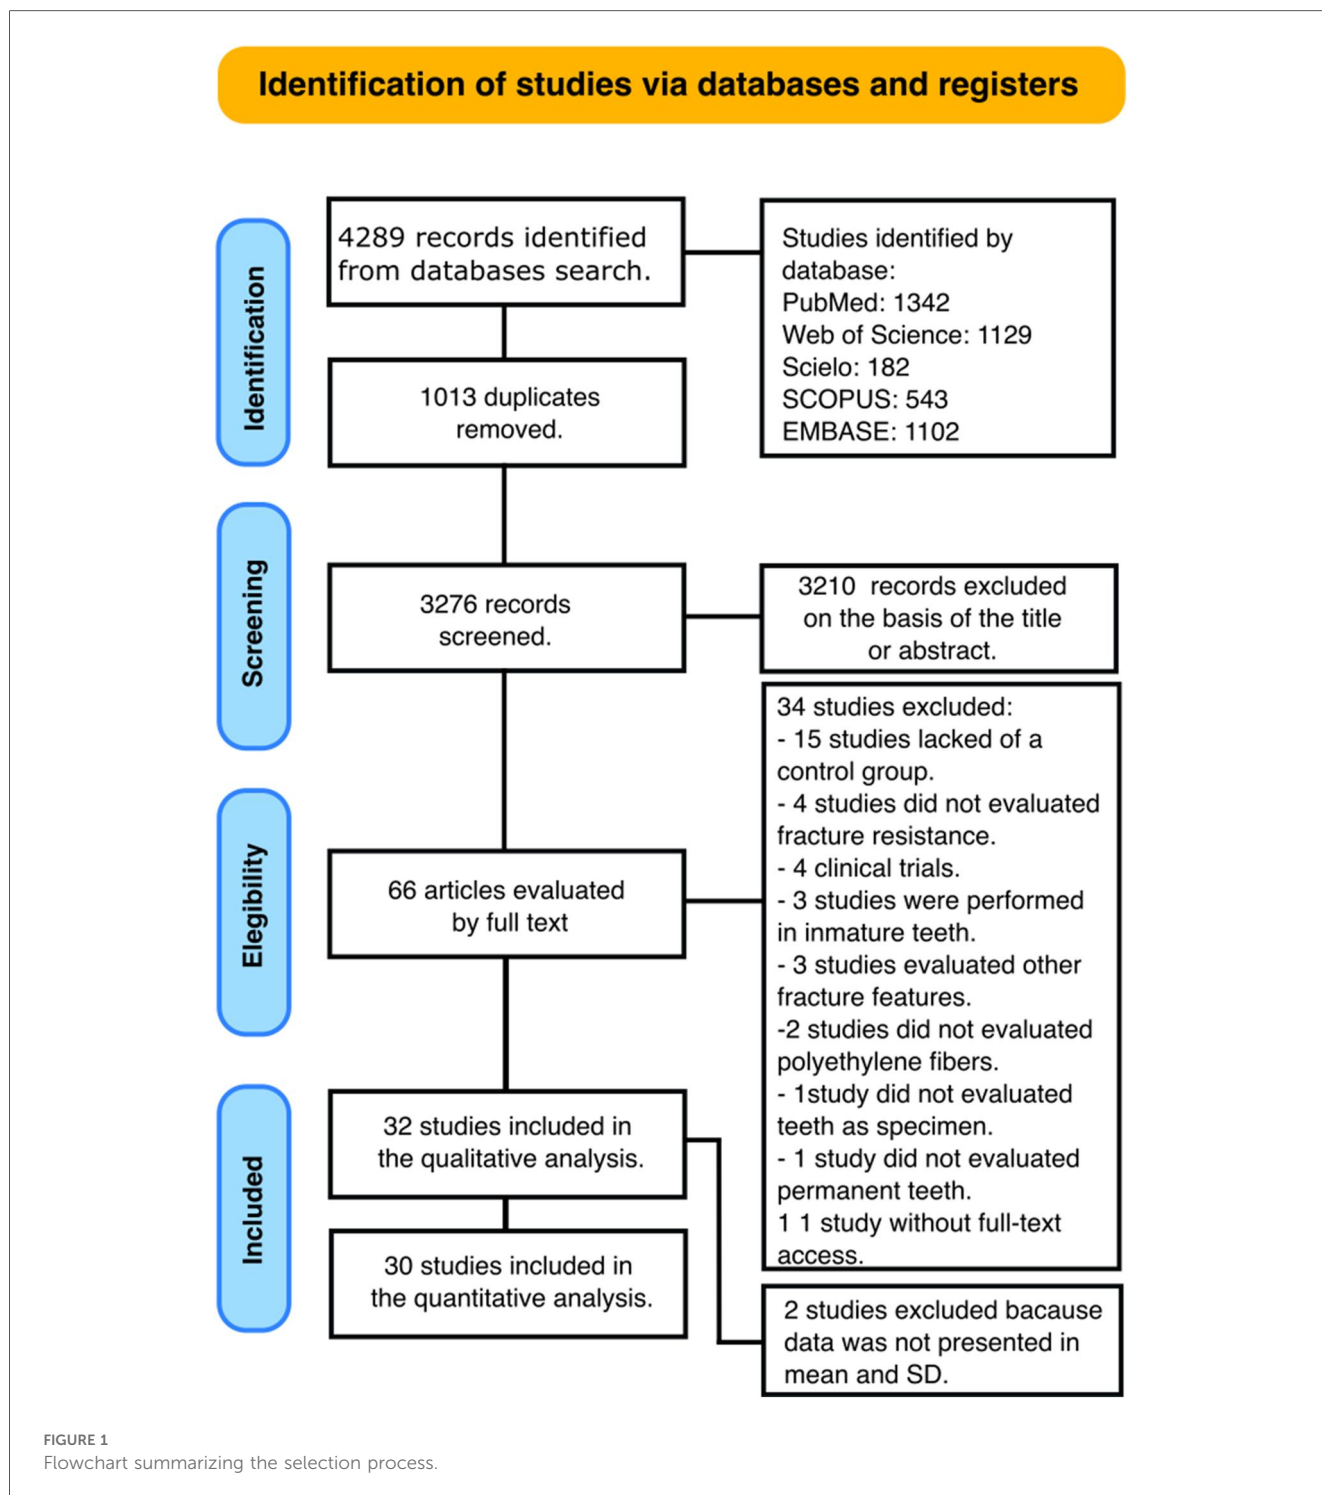 Identification of studies via databases and registers
Identification
4289 records identified
from databases search.
Studies identified by
database:
PubMed: 1342
Web of Science: 1129
Scielo: 182
SCOPUS: 543
EMBASE: 1102
1013 duplicates
removed.
Screening
3276 records
screened.
3210 records excluded
on the basis of the title
or abstract.
Elegibility
66 articles evaluated
by full text
34 studies excluded:
- 15 studies lacked of a
control group.
- 4 studies did not evaluated
fracture resistance.
- 4 clinical trials.
- 3 studies were performed
in inmature teeth.
- 3 studies evaluated other
fracture features.
-2 studies did not evaluated
polyethylene fibers.
- 1study did not evaluated
teeth as specimen.
- 1 study did not evaluated
permanent teeth.
1 1 study without full-text
access.
Included
32 studies included in
the qualitative analysis.
30 studies included in
the quantitative analysis.
2 studies excluded bacause
data was not presented in
mean and SD.
FIGURE 1
Flowchart summarizing the selection process.